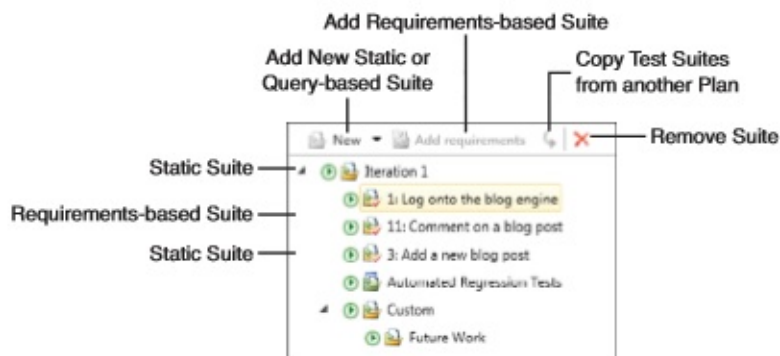 Add Requirements-based Suite
Add New Static or
Query-based Suite
Copy Test Suites
from another Plan
New
Add requirements
Remove Suite
Static Suite
Iteration 1
1: Log onto the blog engine
Requirements-based Suite
11: Comment on a blog post
Static Suite
3: Add a new blog post
Automated Regression Tests
Custom
Future Work